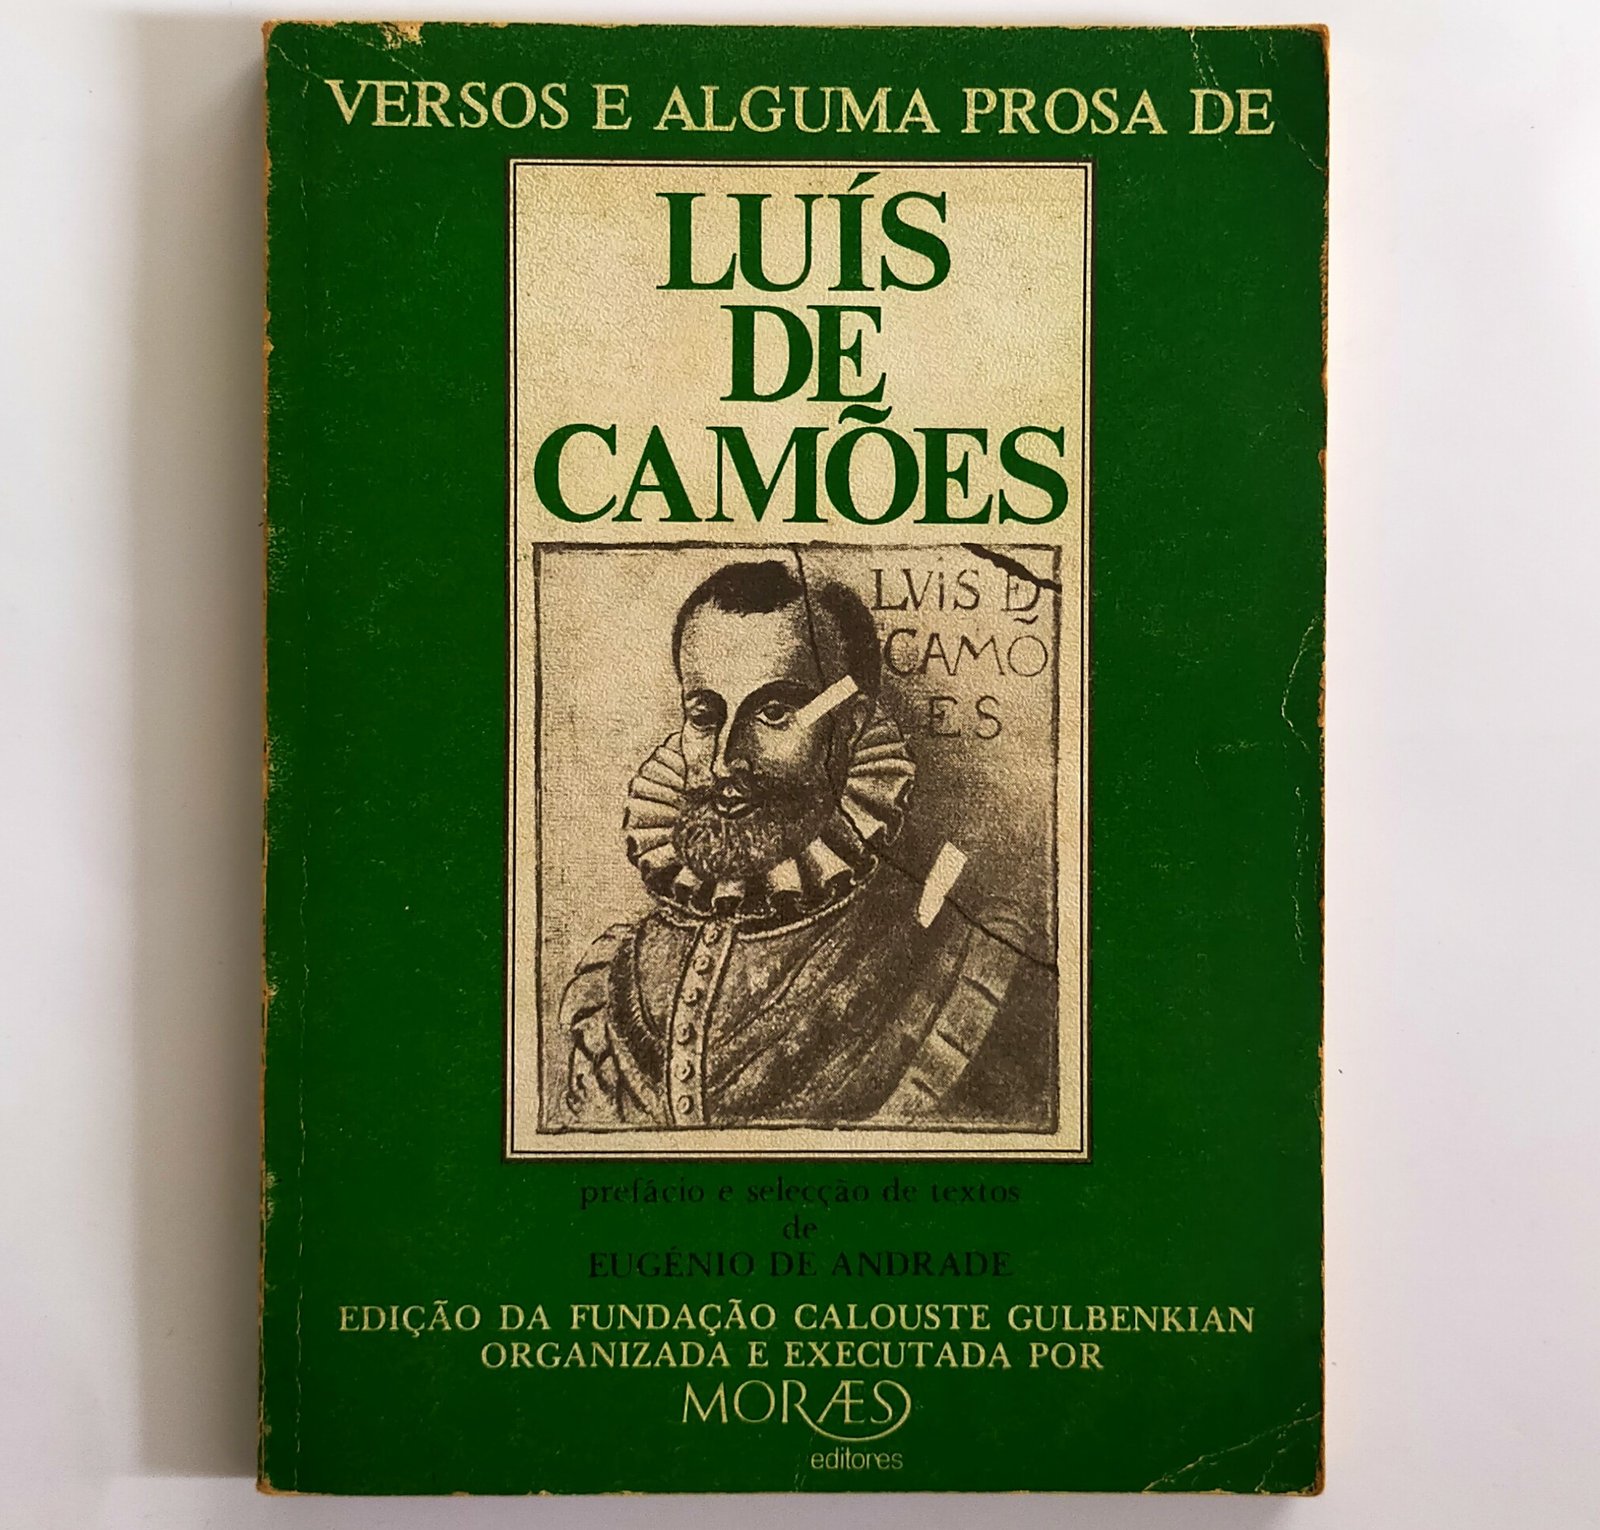 VERSOS E ALGUMA PROSA DE
LUÍS
DE
CAMÕES
LVIS D
CAMÕ
ES
prefácio e selecção de textos
de
EUGÉNIO DE ANDRADE
EDIÇÃO DA FUNDAÇÃO CALOUSTE GULBENKIAN
ORGANIZADA E EXECUTADA POR
MORÆS
editores